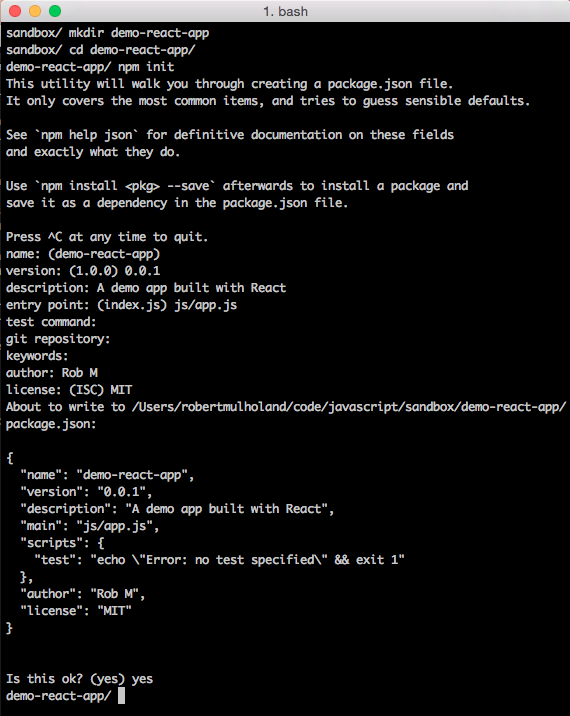 1. bash
sandbox/ mkdir demo-react-app
sandbox/ cd demo-react-app/
demo-react-app/ npm init
This utility will walk you through creating a package.json file.
It only covers the most common items, and tries to guess sensible defaults.

See `npm help json` for definitive documentation on these fields
and exactly what they do.

Use `npm install <pkg> --save` afterwards to install a package and
save it as a dependency in the package.json file.

Press ^C at any time to quit.
name: (demo-react-app)
version: (1.0.0) 0.0.1
description: A demo app built with React
entry point: (index.js) js/app.js
test command:
git repository:
keywords:
author: Rob M
license: (ISC) MIT
About to write to /Users/robertmulholand/code/javascript/sandbox/demo-react-app/
package.json:

{
  "name": "demo-react-app",
  "version": "0.0.1",
  "description": "A demo app built with React",
  "main": "js/app.js",
  "scripts": {
    "test": "echo \"Error: no test specified\" && exit 1"
  },
  "author": "Rob M",
  "license": "MIT"
}

Is this ok? (yes) yes
demo-react-app/